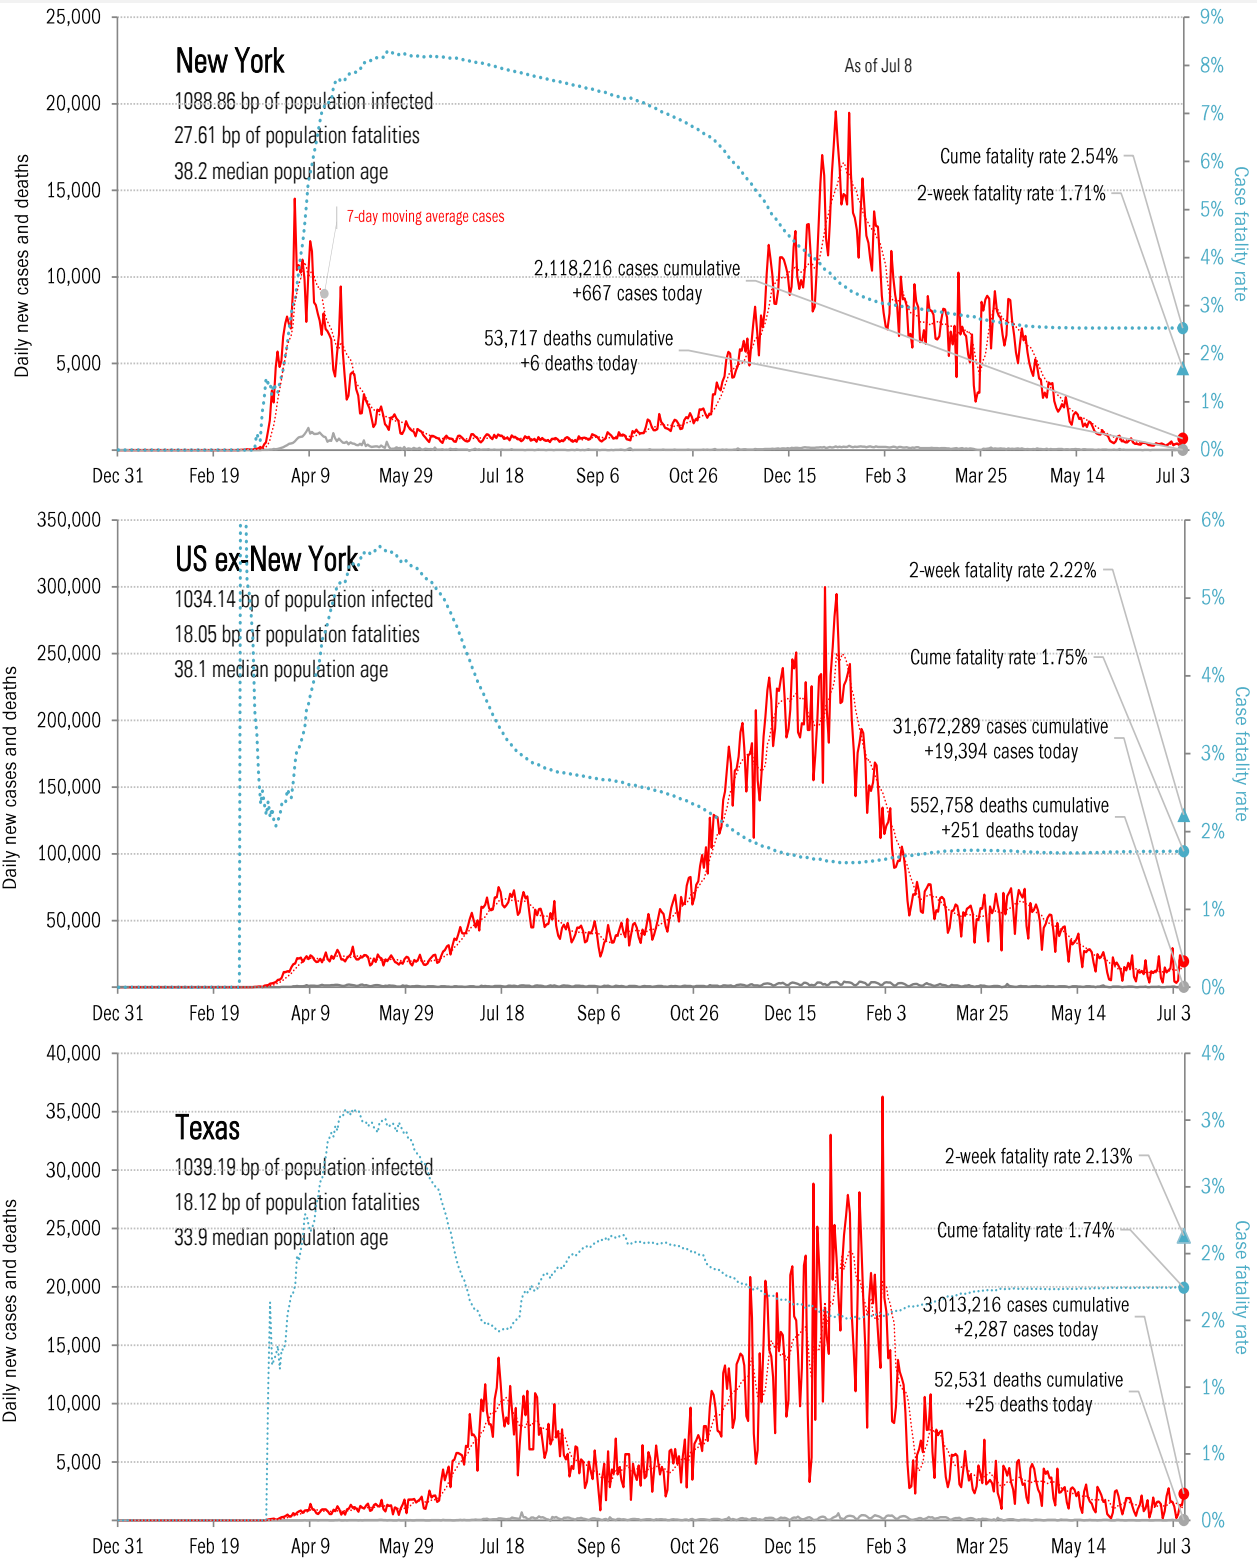 25,000
9%
New York
As of Jul 8
8%
1088.86 bp of population infected
20,000
7%
27.61 bp of population fatalities
Cume fatality rate 2.54%
6%
38.2 median population age
15,000
2-week fatality rate 1.71%
5%
7-day moving average cases
Daily new cases and deaths
Case fatality rate
2,118,216 cases cumulative
+667 cases today
10,000
4%
3%
53,717 deaths cumulative
+6 deaths today
5,000
2%
1%
0%
Dec 31 Feb 19 Apr 9 May 29 Jul 18 Sep 6 Oct 26 Dec 15 Feb 3 Mar 25 May 14 Jul 3
350,000
6%
US ex-New York
2-week fatality rate 2.22%
300,000
1034.14 bp of population infected
5%
18.05 bp of population fatalities
250,000
Cume fatality rate 1.75%
38.1 median population age
4%
200,000
31,672,289 cases cumulative
+19,394 cases today
Daily new cases and deaths
Case fatality rate
3%
150,000
552,758 deaths cumulative
+251 deaths today
2%
100,000
50,000
1%
0%
Dec 31 Feb 19 Apr 9 May 29 Jul 18 Sep 6 Oct 26 Dec 15 Feb 3 Mar 25 May 14 Jul 3
40,000
4%
35,000
Texas
3%
2-week fatality rate 2.13%
1039.19 bp of population infected
30,000
3%
18.12 bp of population fatalities
25,000
Cume fatality rate 1.74%
38.9 median population age
2%
20,000
Daily new cases and deaths
Case fatality rate
3,013,216 cases cumulative
+2,287 cases today
2%
15,000
52,531 deaths cumulative
+25 deaths today
1%
10,000
1%
5,000
0%
Dec 31 Feb 19 Apr 9 May 29 Jul 18 Sep 6 Oct 26 Dec 15 Feb 3 Mar 25 May 14 Jul 3